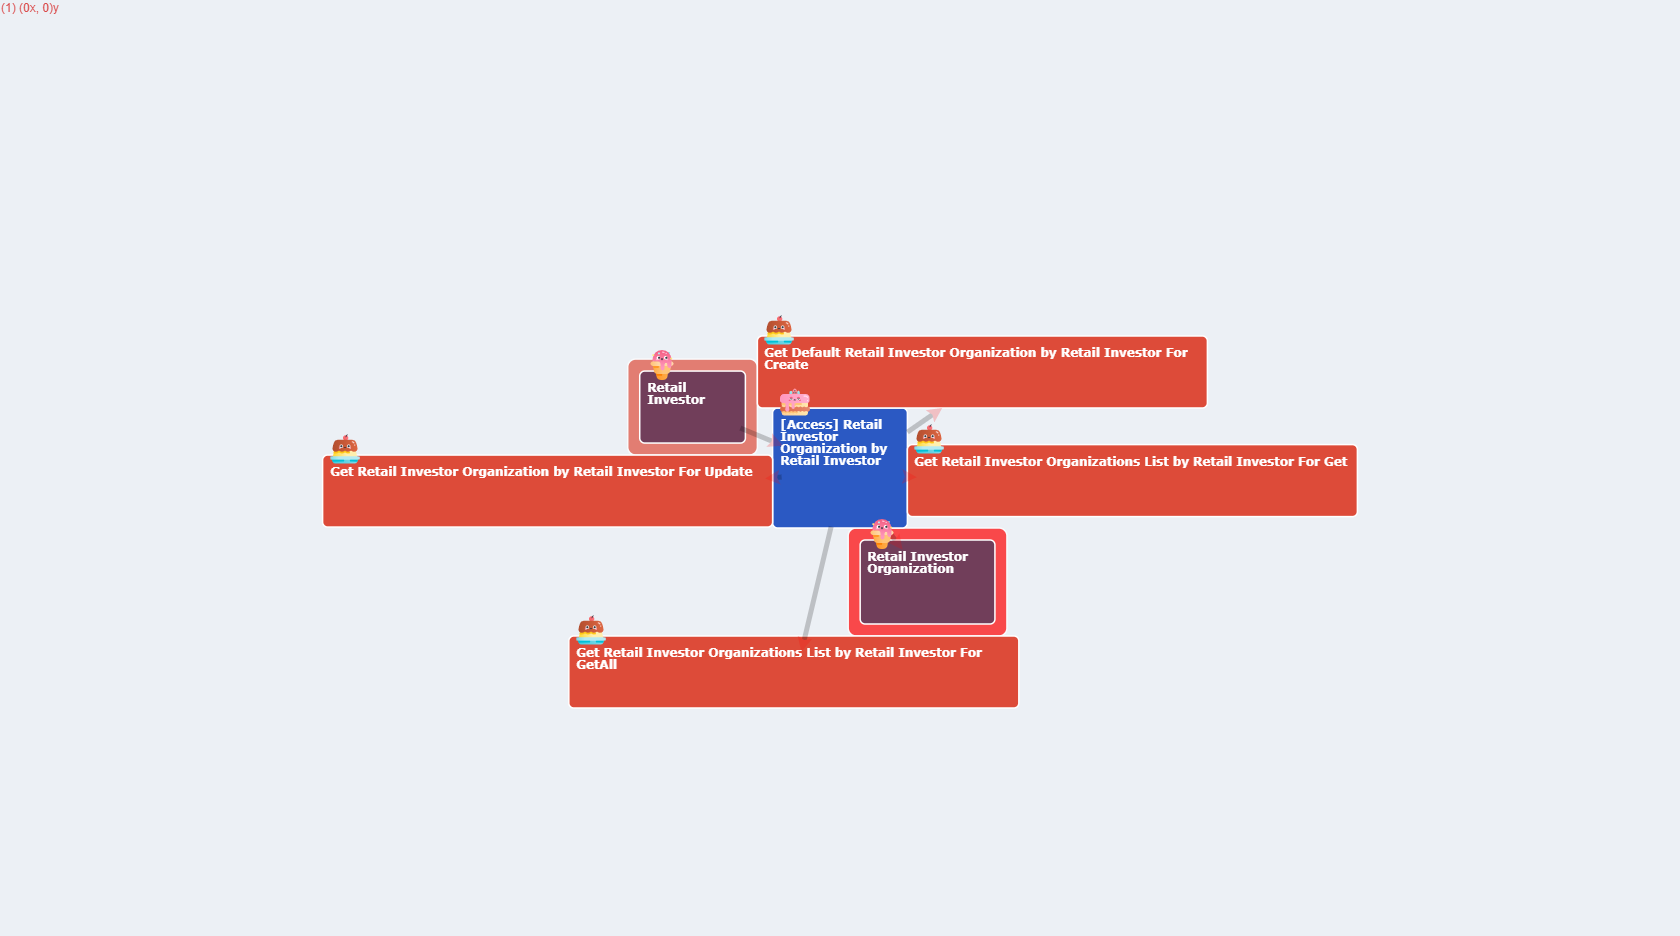 (1) (0x, 0)y
Get Default Retail Investor Organization by Retail Investor For
Create
Retail
Investor
[Access] Retail
Investor
Organization by
Retail Investor
Get Retail Investor Organizations List by Retail Investor For Get
Get Retail Investor Organization by Retail Investor For Update
Retail Investor
Organization
Get Retail Investor Organizations List by Retail Investor For
GetAll